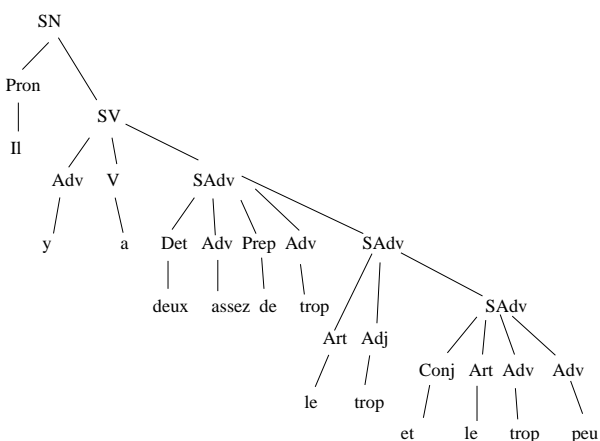 SN
Pron
SV
Il
Adv V SAdv
y a Det Adv Prep Adv SAdv
deux assez de trop SAdv
Art Adj
Conj Art Adv Adv
le trop
et le trop peu